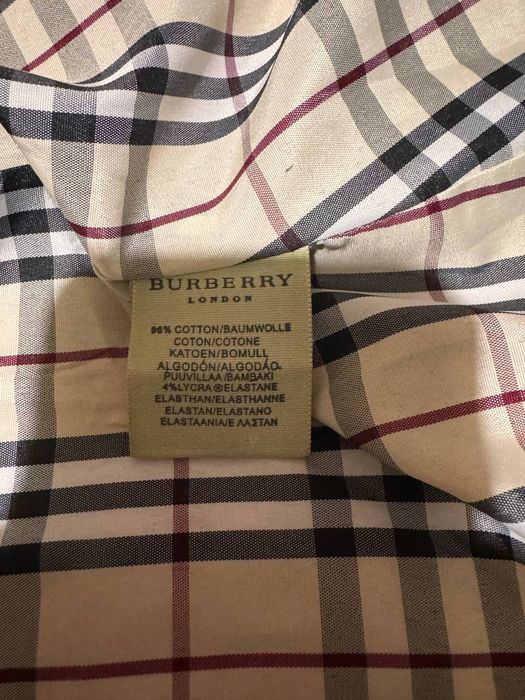 BURBERRY
LONDON
96% COTTON/BAUMWOLLE
COTON/COTONE
KATOEN/BOMULL
ALGODÓN/ALGODÃO.
PUUVILLAA/BAMBAKI
4%LYCRA ®ELASTANE
ELASTHAN/ELASTHANNE
ELASTAN/ELASTANO
ELASTAANIA/Ε ΛΑΣΤΑΝ